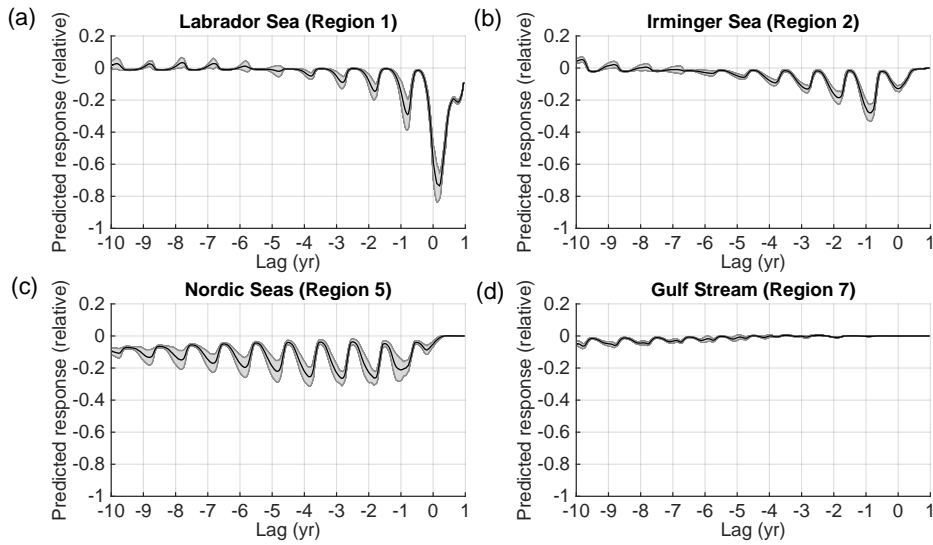 (a)
Labrador Sea (Region 1)
Predicted response (relative)
0.2
0
-0.2
-0.4
-0.6
-0.8
-1
-10 -9 -8 -7 -6 -5 -4 -3 -2 -1 0 1
Lag (yr)
(b)
Irminger Sea (Region 2)
Predicted response (relative)
0.2
0
-0.2
-0.4
-0.6
-0.8
-1
-10 -9 -8 -7 -6 -5 -4 -3 -2 -1 0 1
Lag (yr)
(c)
Nordic Seas (Region 5)
Predicted response (relative)
0.2
0
-0.2
-0.4
-0.6
-0.8
-1
-10 -9 -8 -7 -6 -5 -4 -3 -2 -1 0 1
Lag (yr)
(d)
Gulf Stream (Region 7)
Predicted response (relative)
0.2
0
-0.2
-0.4
-0.6
-0.8
-1
-10 -9 -8 -7 -6 -5 -4 -3 -2 -1 0 1
Lag (yr)